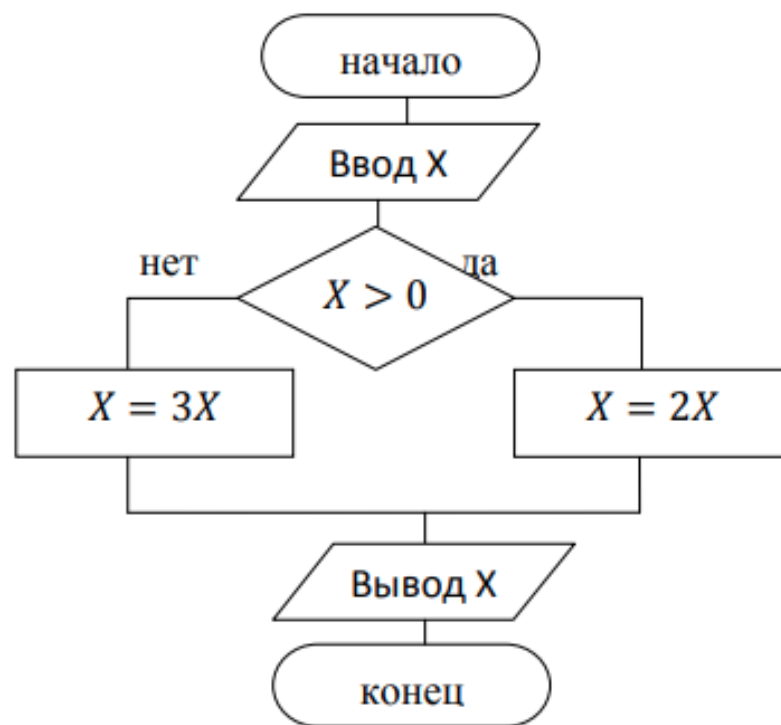 начало
Ввод X
нет
да
X > 0
X = 3X
X = 2X
Вывод X
конец